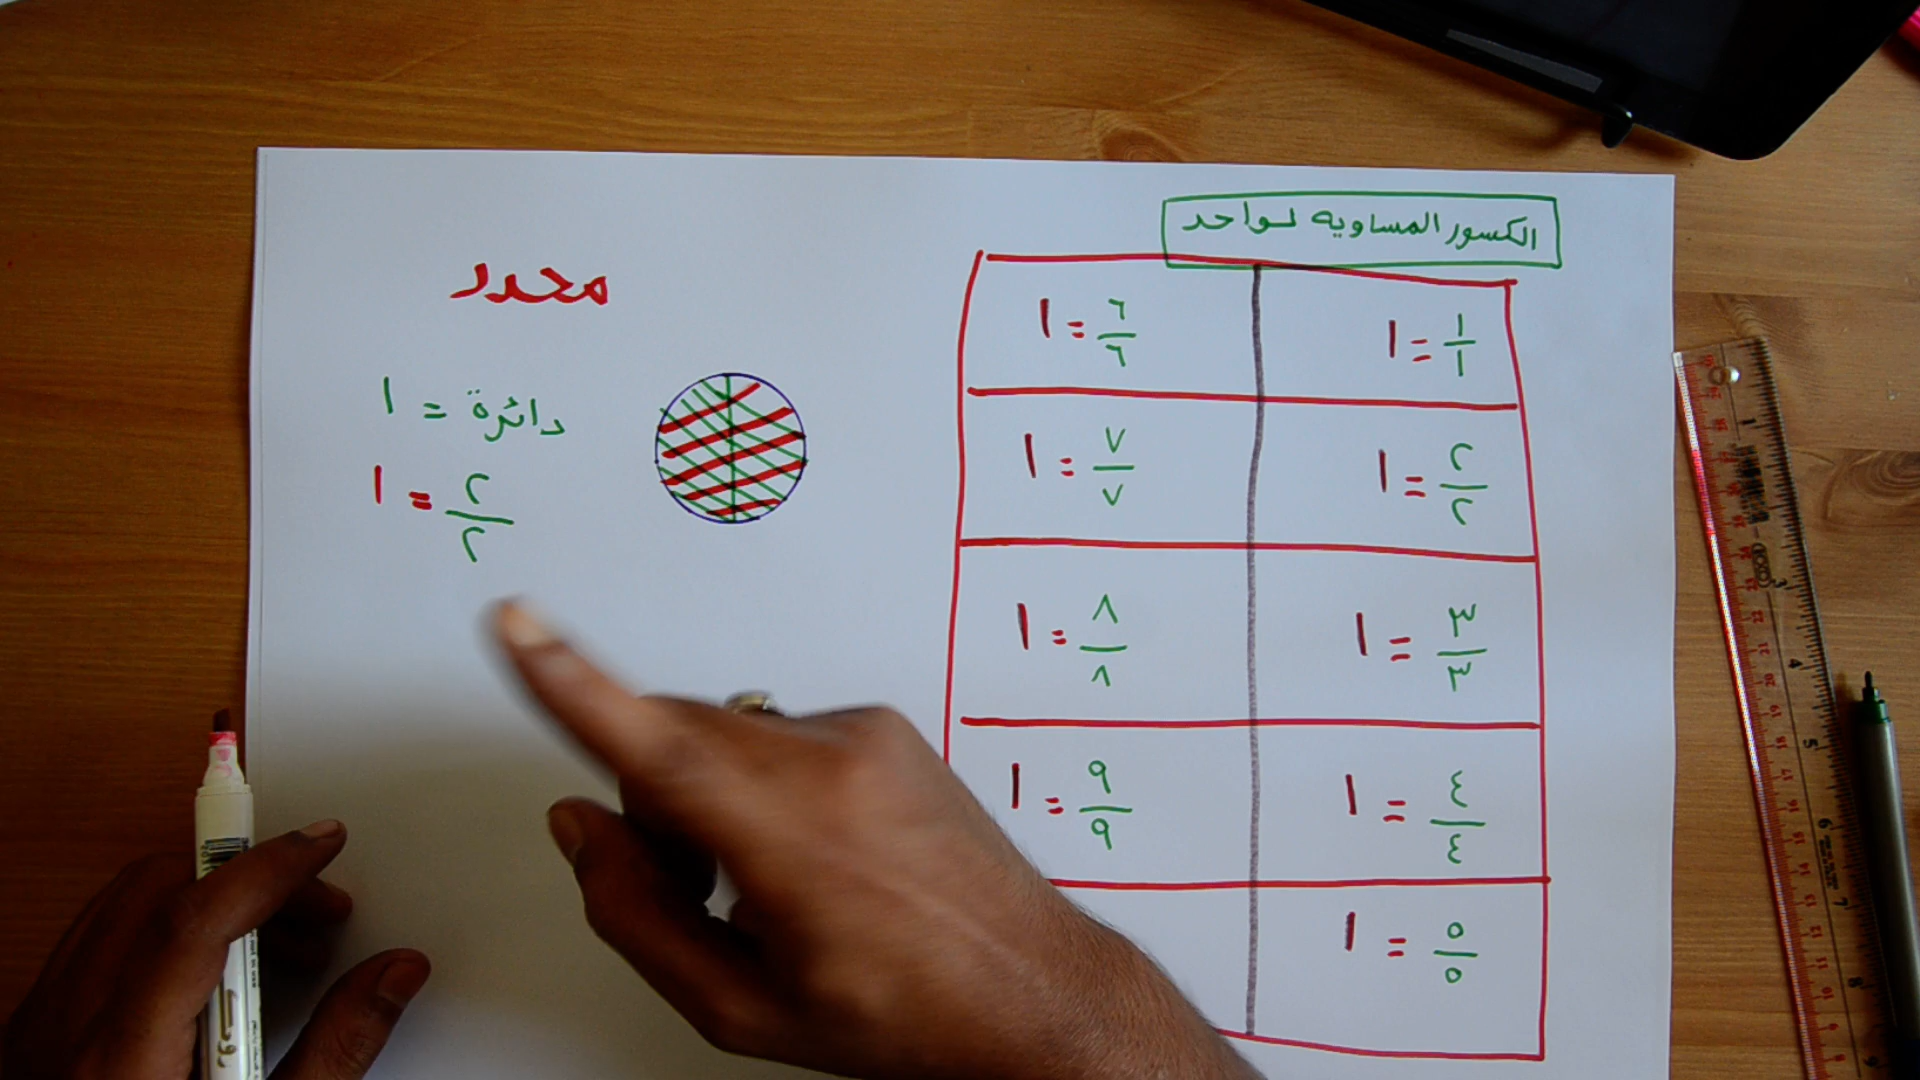 الكسور المساويه لواحد
١/١ = ١
٢/٢ = ١
٣/٣ = ١
٤/٤ = ١
٥/٥ = ١
٦/٦ = ١
٧/٧ = ١
٨/٨ = ١
٩/٩ = ١
محدد
دائرة = ١
٢/٢ = ١